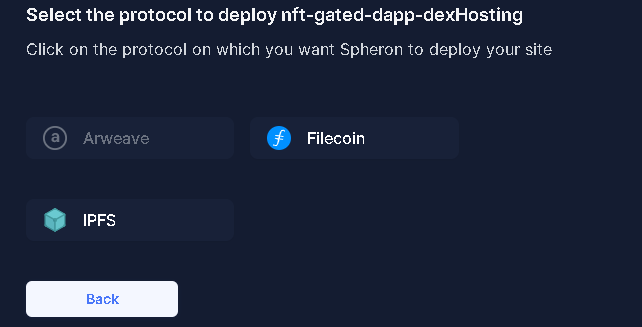 Select the protocol to deploy nft-gated-dapp-dexHosting
Click on the protocol on which you want Spheron to deploy your site
Arweave
Filecoin
IPFS
Back